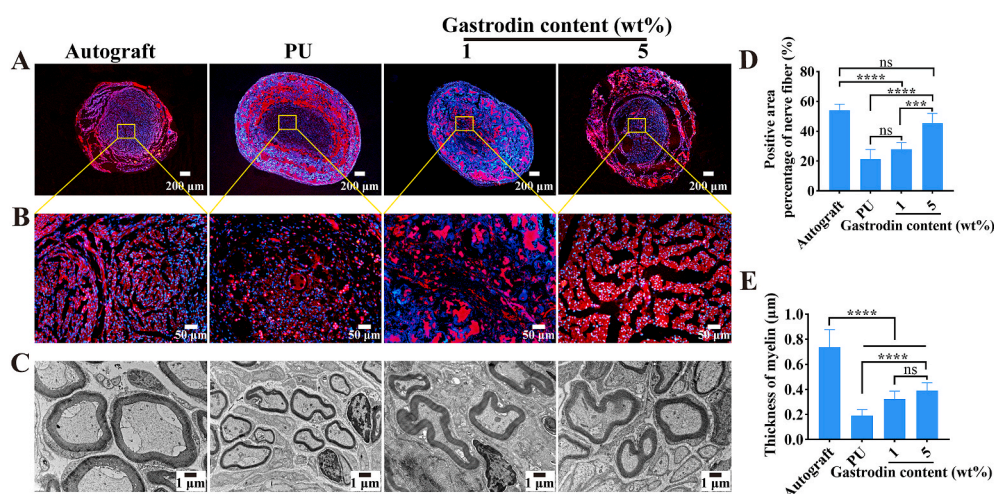 Gastrodin content (wt%)
Autograft
PU
1
5
A
200 µm
200 µm
200 µm
200 µm
B
50 µm
50 µm
50 µm
50 µm
C
1 µm
1 µm
1 µm
1 µm
D
Positive area
percentage of nerve fiber (%)
80
60
40
20
0
ns
****
****
***
ns
Autograft
PU
1
5
Gastrodin content (wt%)
E
Thickness of myelin (µm)
1.0
0.8
0.6
0.4
0.2
0.0
****
****
ns
Autograft
PU
1
5
Gastrodin content (wt%)